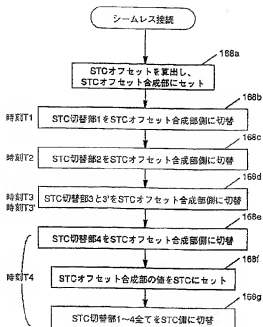 シームレス接続
168a
STCオフセットを算出し、
STCオフセット合成部にセット
168b
時刻T1
STC切替部1をSTCオフセット合成部側に切替
168c
時刻T2
STC切替部2をSTCオフセット合成部側に切替
168d
時刻T3
時刻T3'
STC切替部3と3'をSTCオフセット合成部側に切替
168e
STC切替部4をSTCオフセット合成部側に切替
時刻T4
168f
STCオフセット合成部の値をSTCにセット
168g
STC切替部1〜4全てをSTC側に切替